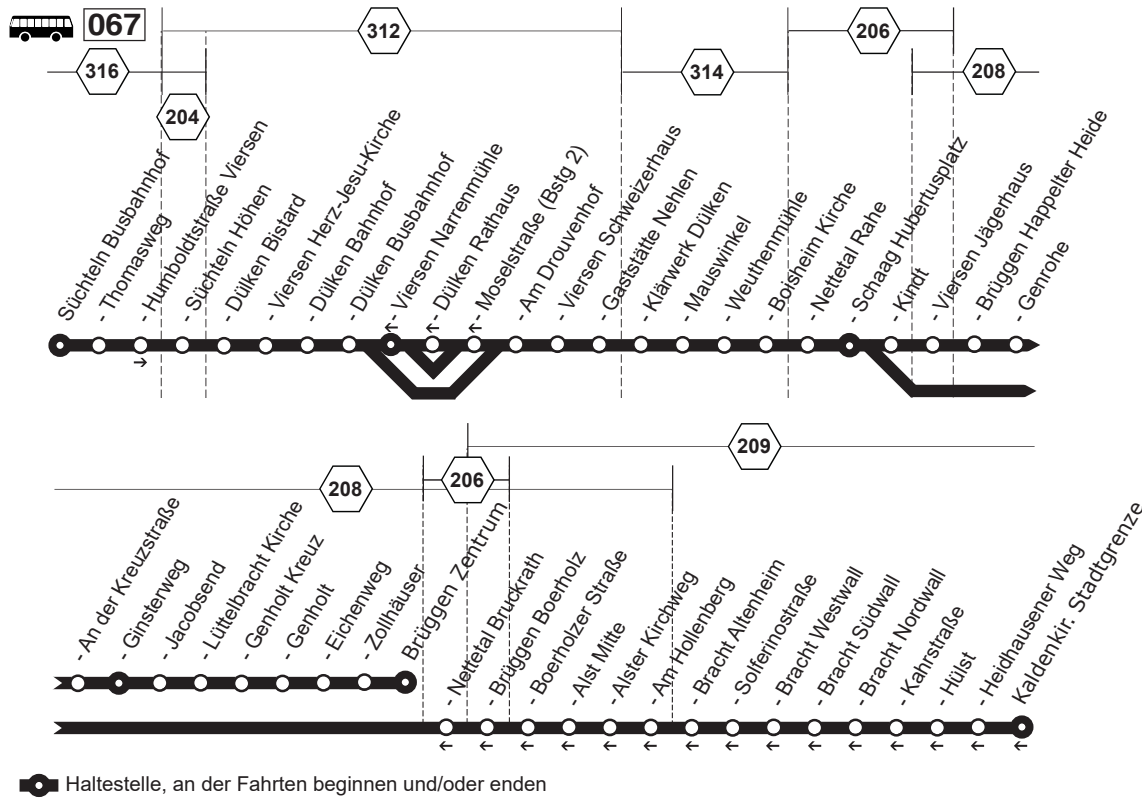 067
312
206
316
314
208
204
Süchteln Busbahnhof
- Thomasweg
- Humboldtstraße Viersen
- Süchteln Höhen
- Dülken Bistard
- Viersen Herz-Jesu-Kirche
- Dülken Bahnhof
- Dülken Busbahnhof
- Viersen Narrenmühle
- Dülken Rathaus
- Moselstraße (Bstg 2)
- Am Drouvenhof
- Viersen Schweizerhaus
- Gaststätte Nehlen
- Klärwerk Dülken
- Mauswinkel
- Weuthenmühle
- Boisheim Kirche
- Nettetal Rahe
- Schaag Hubertusplatz
- Kindt
- Viersen Jägerhaus
- Brüggen Happelter Heide
- Genrohe
209
208
206
- An der Kreuzstraße
- Ginsterweg
- Jacobsend
- Lüttelbracht Kirche
- Genholt Kreuz
- Genholt
- Eichenweg
- Zollhäuser
Brüggen Zentrum
- Nettetal Bruckrath
- Brüggen Boerholz
- Boerholzer Straße
- Alst Mitte
- Alster Kirchweg
- Am Hollenberg
- Bracht Altenheim
- Solferinostraße
- Bracht Westwall
- Bracht Südwall
- Bracht Nordwall
- Kahrstraße
- Hülst
- Heidhausener Weg
Kaldenkir. Stadtgrenze
Haltestelle, an der Fahrten beginnen und/oder enden